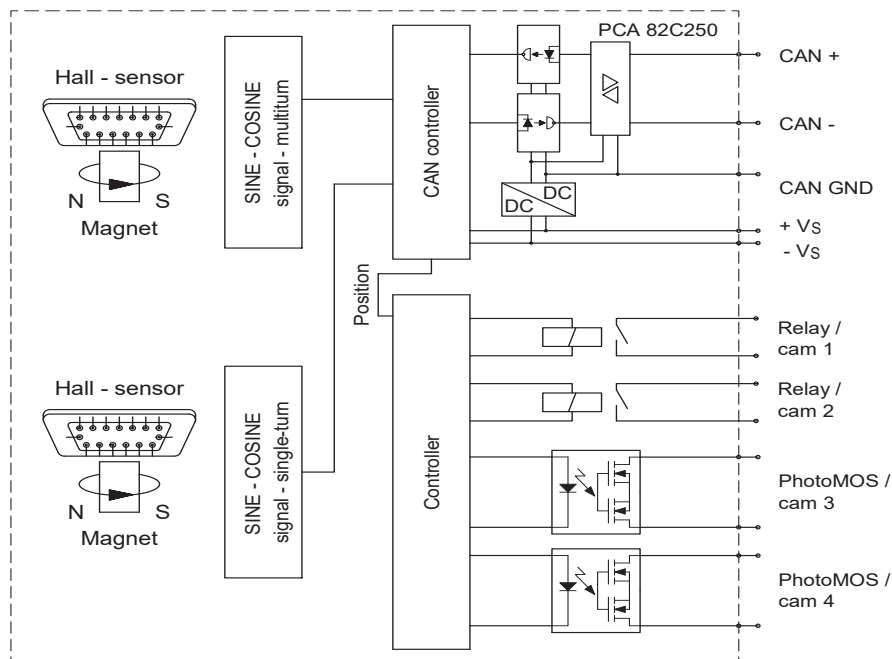 PCA 82C250
Hall - sensor
N
S
Magnet
SINE - COSINE
signal - multiturn
CAN controller
DC
DC
CAN +
CAN -
CAN GND
+ VS
- VS
Position
Hall - sensor
N
S
Magnet
SINE - COSINE
signal - single-turn
Controller
Relay /
cam 1
Relay /
cam 2
PhotoMOS /
cam 3
PhotoMOS /
cam 4